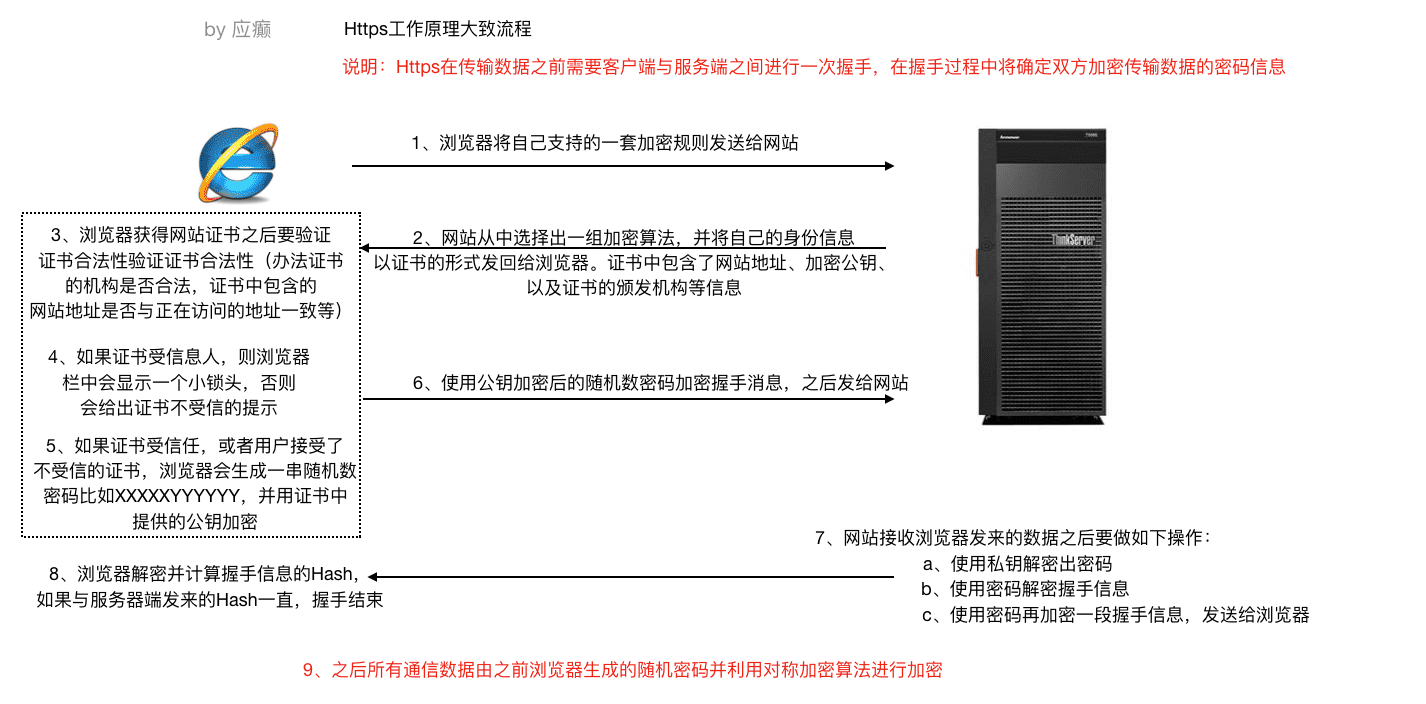 by 应癫
Https工作原理大致流程
说明：Https在传输数据之前需要客户端与服务端之间进行一次握手，在握手过程中将确定双方加密传输数据的密码信息
1、浏览器将自己支持的一套加密规则发送给网站
2、网站从中选择出一组加密算法，并将自己的身份信息
以证书的形式发回给浏览器。证书中包含了网站地址、加密公钥、
以及证书的颁发机构等信息
3、浏览器获得网站证书之后要验证
证书合法性验证证书合法性（办法证书
的机构是否合法，证书中包含的
网站地址是否与正在访问的地址一致等）
4、如果证书受信息人，则浏览器
栏中会显示一个小锁头，否则
会给出证书不受信的提示
5、如果证书受信任，或者用户接受了
不受信的证书，浏览器会生成一串随机数
密码比如XXXXXYYYYYY，并用证书中
提供的公钥加密
6、使用公钥加密后的随机数密码加密握手消息，之后发给网站
ThinkServer
7、网站接收浏览器发来的数据之后要做如下操作：
a、使用私钥解密出密码
b、使用密码解密握手信息
c、使用密码再加密一段握手信息，发送给浏览器
8、浏览器解密并计算握手信息的Hash，
如果与服务器端发来的Hash一直，握手结束
9、之后所有通信数据由之前浏览器生成的随机密码并利用对称加密算法进行加密